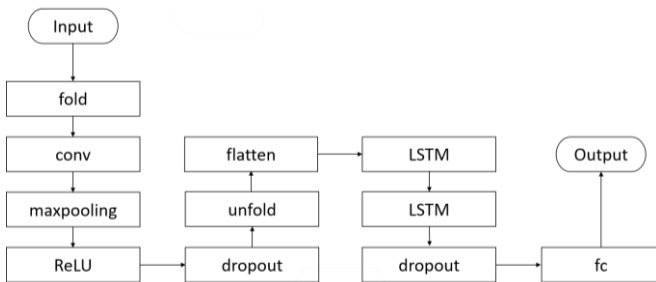 Input
fold
conv
maxpooling
ReLU
dropout
unfold
flatten
LSTM
LSTM
dropout
fc
Output